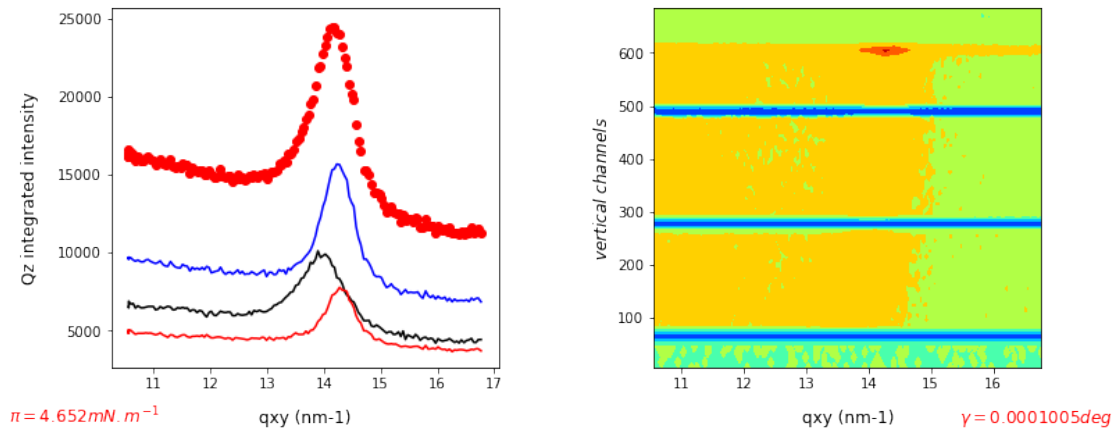 25000
20000
15000
10000
5000
Qz integrated intensity
11 12 13 14 15 16 17
qxy (nm-1)
π = 4.652mN. m⁻¹
600
500
400
300
200
100
vertical channels
11 12 13 14 15 16
qxy (nm-1)
γ = 0.0001005deg